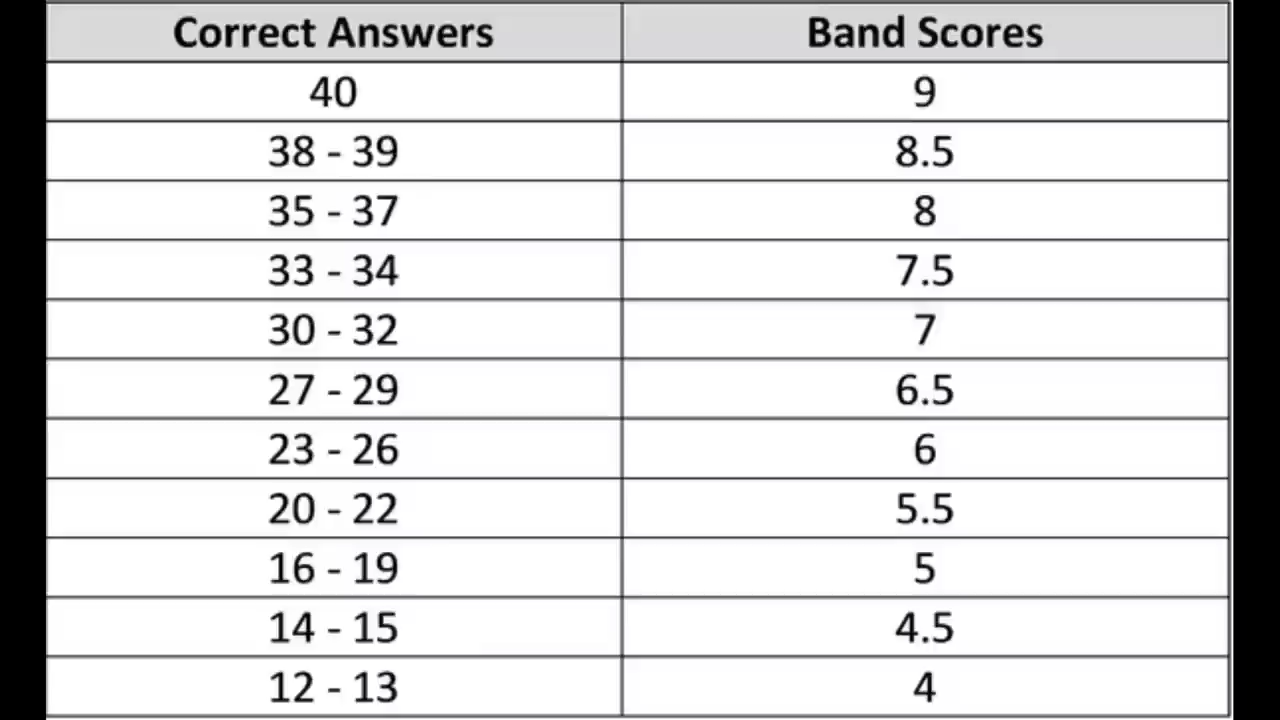 Correct Answers Band Scores
40 9
38 - 39 8.5
35 - 37 8
33 - 34 7.5
30 - 32 7
27 - 29 6.5
23 - 26 6
20 - 22 5.5
16 - 19 5
14 - 15 4.5
12 - 13 4